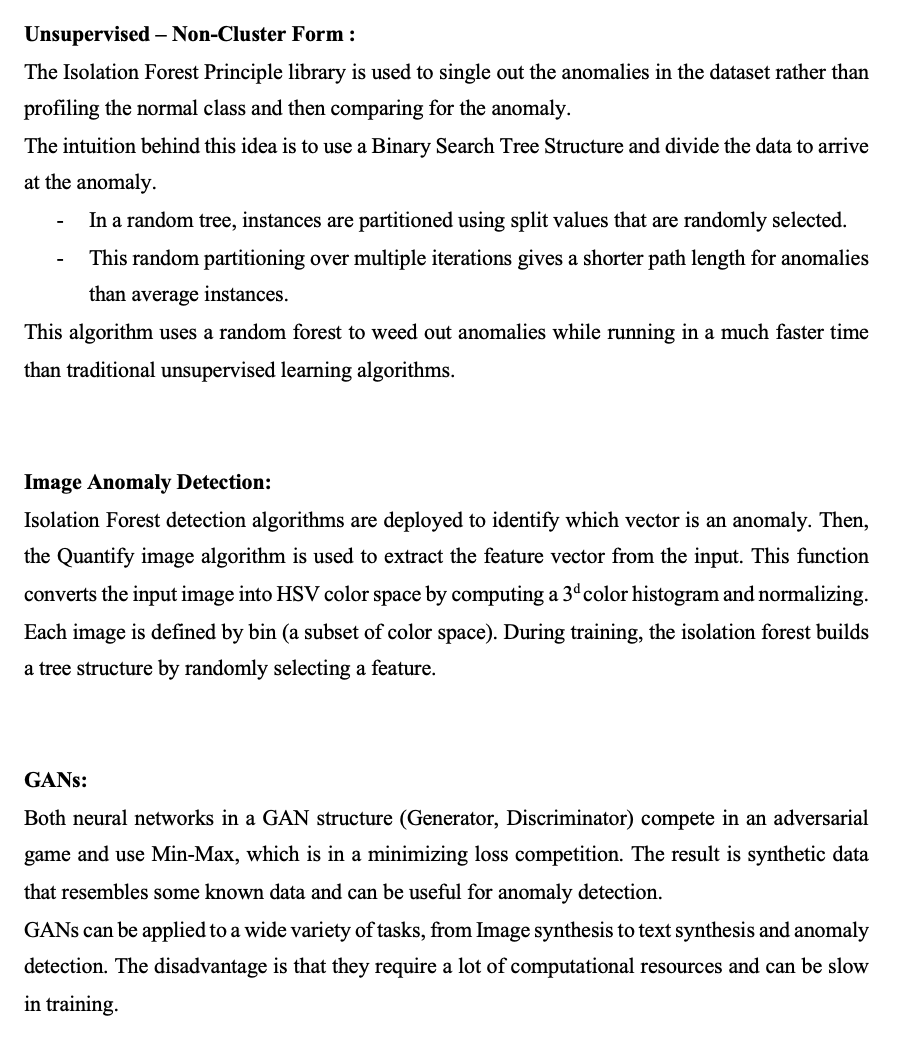 Unsupervised – Non-Cluster Form :
The Isolation Forest Principle library is used to single out the anomalies in the dataset rather than
profiling the normal class and then comparing for the anomaly.
The intuition behind this idea is to use a Binary Search Tree Structure and divide the data to arrive
at the anomaly.
- In a random tree, instances are partitioned using split values that are randomly selected.
- This random partitioning over multiple iterations gives a shorter path length for anomalies
than average instances.
This algorithm uses a random forest to weed out anomalies while running in a much faster time
than traditional unsupervised learning algorithms.
Image Anomaly Detection:
Isolation Forest detection algorithms are deployed to identify which vector is an anomaly. Then,
the Quantify image algorithm is used to extract the feature vector from the input. This function
converts the input image into HSV color space by computing a 3ᵈ color histogram and normalizing.
Each image is defined by bin (a subset of color space). During training, the isolation forest builds
a tree structure by randomly selecting a feature.
GANs:
Both neural networks in a GAN structure (Generator, Discriminator) compete in an adversarial
game and use Min-Max, which is in a minimizing loss competition. The result is synthetic data
that resembles some known data and can be useful for anomaly detection.
GANs can be applied to a wide variety of tasks, from Image synthesis to text synthesis and anomaly
detection. The disadvantage is that they require a lot of computational resources and can be slow
in training.